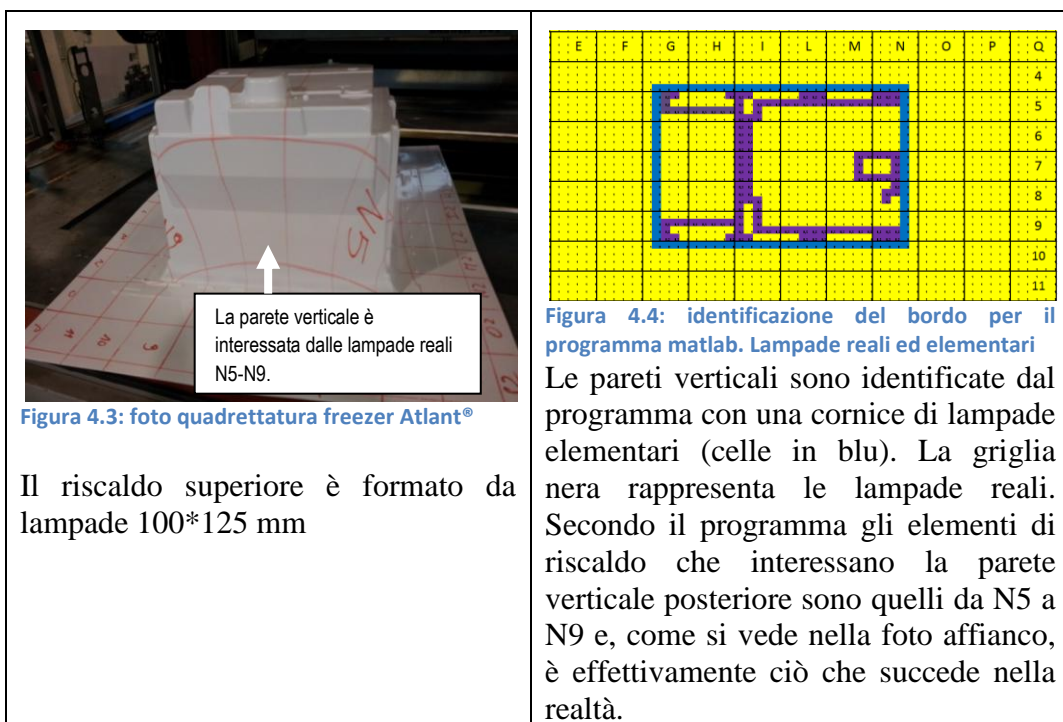 N5
La parete verticale è
interessata dalle lampade reali
N5-N9.
Figura 4.3: foto quadrettatura freezer Atlant®
Il riscaldo superiore è formato da
lampade 100*125 mm
E F G H I L M N O P Q
4
5
6
7
8
9
10
11
Figura 4.4: identificazione del bordo per il
programma matlab. Lampade reali ed elementari
Le pareti verticali sono identificate dal
programma con una cornice di lampade
elementari (celle in blu). La griglia
nera rappresenta le lampade reali.
Secondo il programma gli elementi di
riscaldo che interessano la parete
verticale posteriore sono quelli da N5 a
N9 e, come si vede nella foto affianco,
è effettivamente ciò che succede nella
realtà.